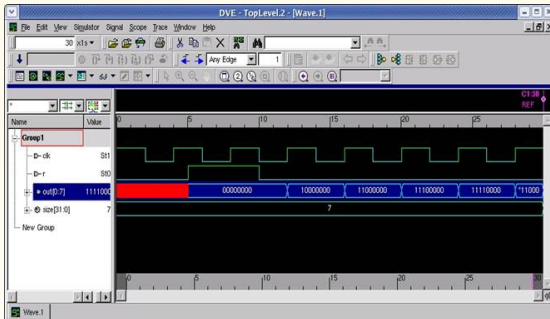 DVE - TopLevel.2 - [Wave.1]
File Edit View Simulator Signal Scope Trace Window Help
30 x1s
Any Edge 1
C1:30
REF
*
Name Value 0 5 10 15 20 25
Group1
clk St1
r St0
out[0:7] 1111100 00000000 10000000 11000000 11100000 11110000 *11000
size[31:0] 7 7
New Group
0 5 10 15 20 25 30
Wave.1